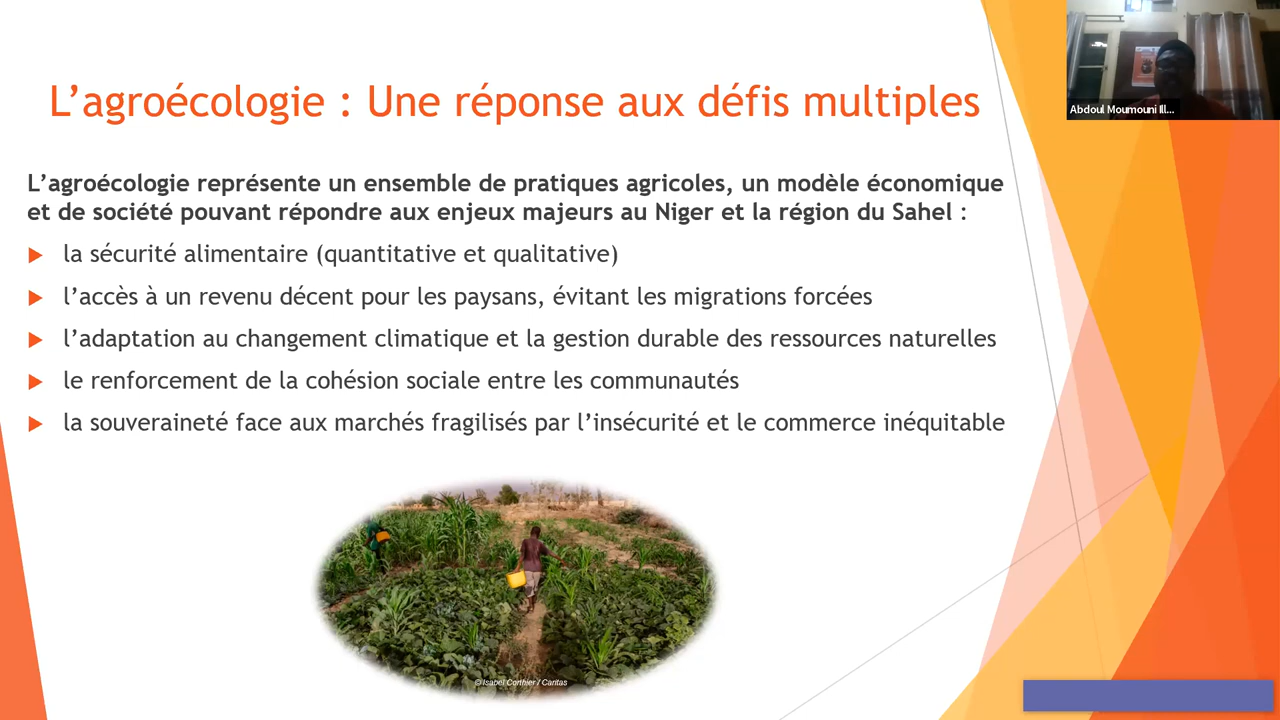 L’agroécologie : Une réponse aux défis multiples
Abdoul Moumouni Ill...
L’agroécologie représente un ensemble de pratiques agricoles, un modèle économique
et de société pouvant répondre aux enjeux majeurs au Niger et la région du Sahel :
la sécurité alimentaire (quantitative et qualitative)
l’accès à un revenu décent pour les paysans, évitant les migrations forcées
l’adaptation au changement climatique et la gestion durable des ressources naturelles
le renforcement de la cohésion sociale entre les communautés
la souveraineté face aux marchés fragilisés par l’insécurité et le commerce inéquitable
© Isabel Corthier / Caritas